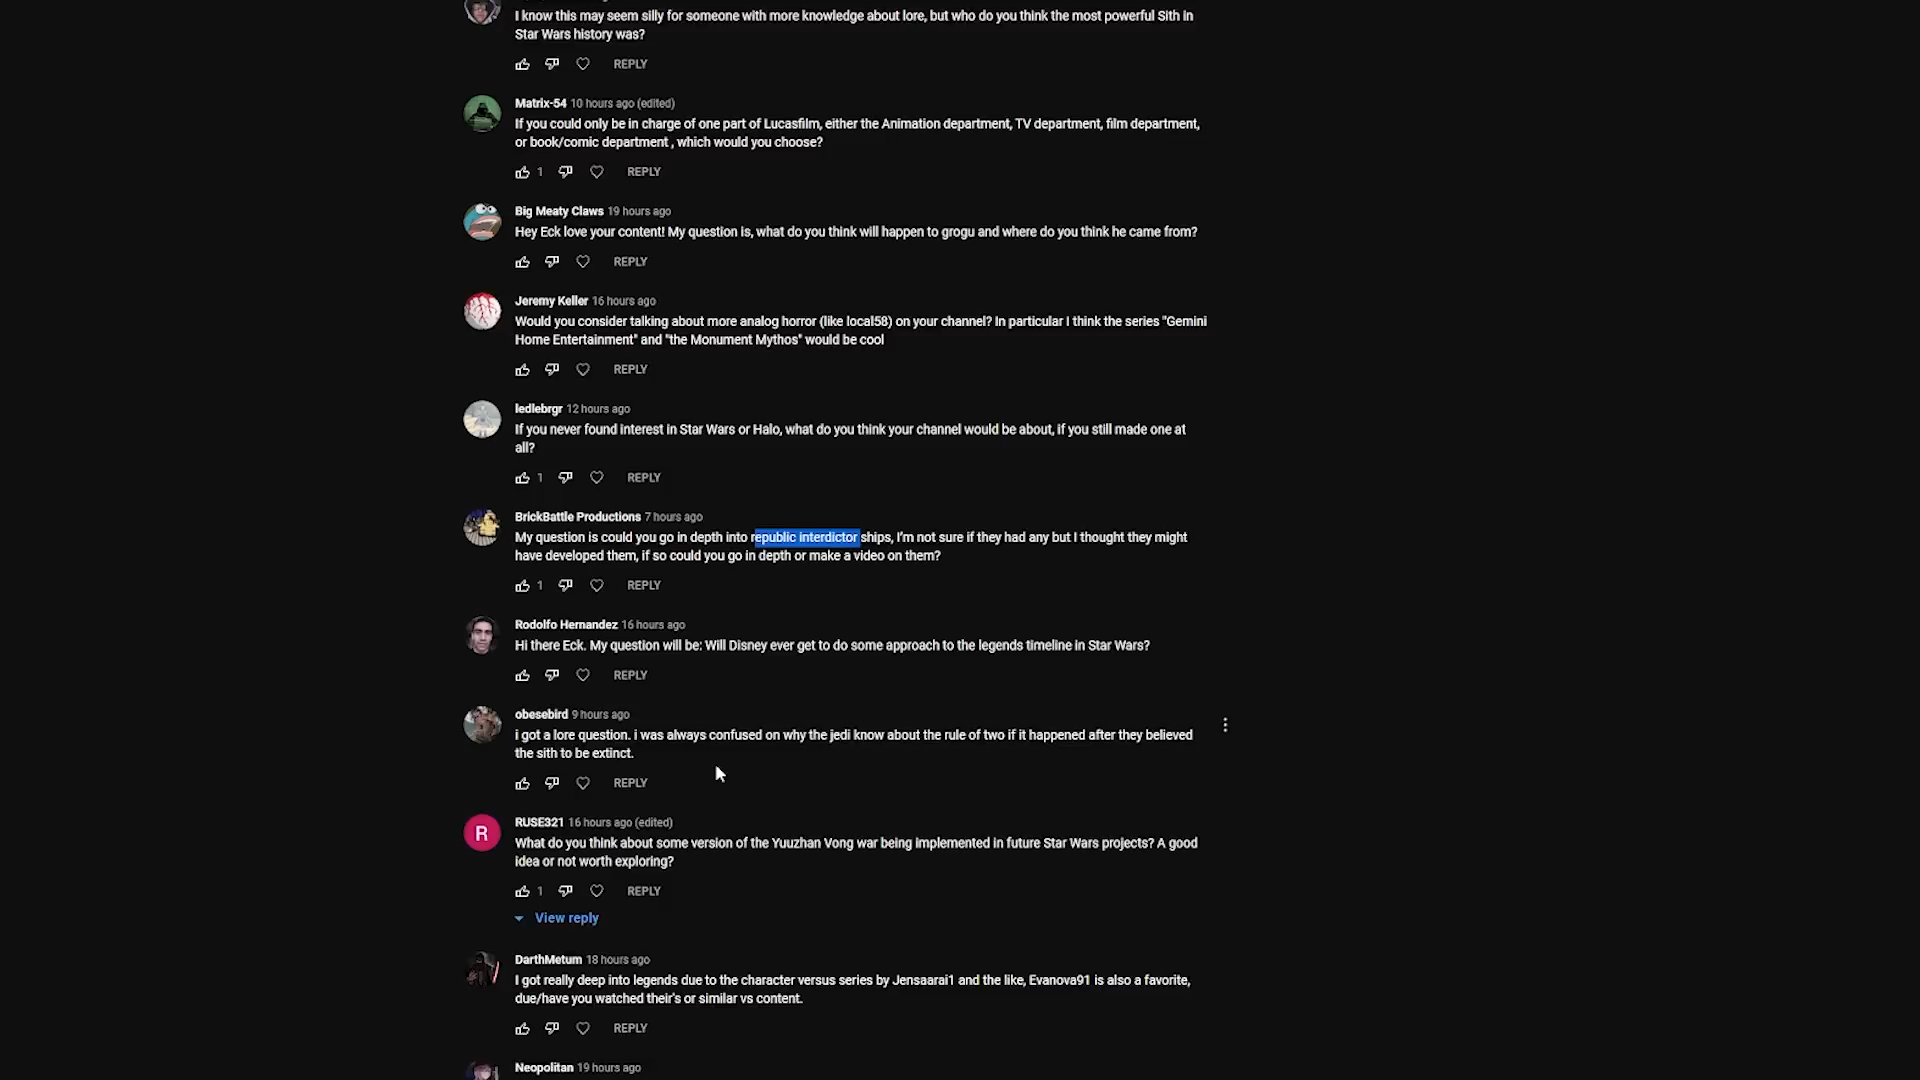 I know this may seem silly for someone with more knowledge about lore, but who do you think the most powerful Sith in
Star Wars history was?
REPLY
Matrix-54 10 hours ago (edited)
If you could only be in charge of one part of Lucasfilm, either the Animation department, TV department, film department,
or book/comic department , which would you choose?
1 REPLY
Big Meaty Claws 19 hours ago
Hey Eck love your content! My question is, what do you think will happen to grogu and where do you think he came from?
REPLY
Jeremy Keller 16 hours ago
Would you consider talking about more analog horror (like local58) on your channel? In particular I think the series "Gemini
Home Entertainment" and "the Monument Mythos" would be cool
REPLY
ledlebrgr 12 hours ago
If you never found interest in Star Wars or Halo, what do you think your channel would be about, if you still made one at
all?
1 REPLY
BrickBattle Productions 7 hours ago
My question is could you go in depth into republic interdictor ships, I'm not sure if they had any but I thought they might
have developed them, if so could you go in depth or make a video on them?
1 REPLY
Rodolfo Hernandez 16 hours ago
Hi there Eck. My question will be: Will Disney ever get to do some approach to the legends timeline in Star Wars?
REPLY
obesebird 9 hours ago
i got a lore question. i was always confused on why the jedi know about the rule of two if it happened after they believed
the sith to be extinct.
REPLY
R
RUSE321 16 hours ago (edited)
What do you think about some version of the Yuuzhan Vong war being implemented in future Star Wars projects? A good
idea or not worth exploring?
1 REPLY
View reply
DarthMetum 18 hours ago
I got really deep into legends due to the character versus series by Jensaarai1 and the like, Evanova91 is also a favorite,
due/have you watched their's or similar vs content.
REPLY
Neopolitan 19 hours ago